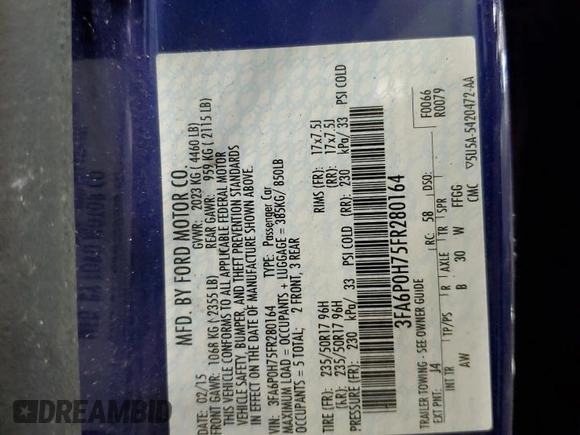 MFD. BY FORD MOTOR CO.
DATE: 02/15 GVWR: 2023 KG ( 4460 LB)
FRONT GAWR: 1068 KG ( 2355 LB) REAR GAWR: 959 KG ( 2115 LB)
THIS VEHICLE CONFORMS TO ALL APPLICABLE FEDERAL MOTOR
VEHICLE SAFETY, BUMPER, AND THEFT PREVENTION STANDARDS
IN EFFECT ON THE DATE OF MANUFACTURE SHOWN ABOVE.
VIN: 3FA6P0H75FR280164 TYPE: Passenger Car
MAXIMUM LOAD = OCCUPANTS + LUGGAGE = 385KG/ 850LB
OCCUPANTS = 5 TOTAL; 2 FRONT, 3 REAR
TIRE (FR): 235/50R17 96H RIMS (FR): 17x7.5J
(RR): 235/50R17 96H (RR): 17x7.5J
PRESSURE (FR): 230 kPa/ 33 PSI COLD (RR): 230 kPa/ 33 PSI COLD
3FA6P0H75FR280164
F0066
R0079
TRAILER TOWING - SEE OWNER GUIDE
EXT PNT: J4 RC: 58 DSO:
INT TR TP/PS R AXLE TR SPR
AW B 30 W FFGG
CMC ▽5U5A-5420472-AA
DREAMBID